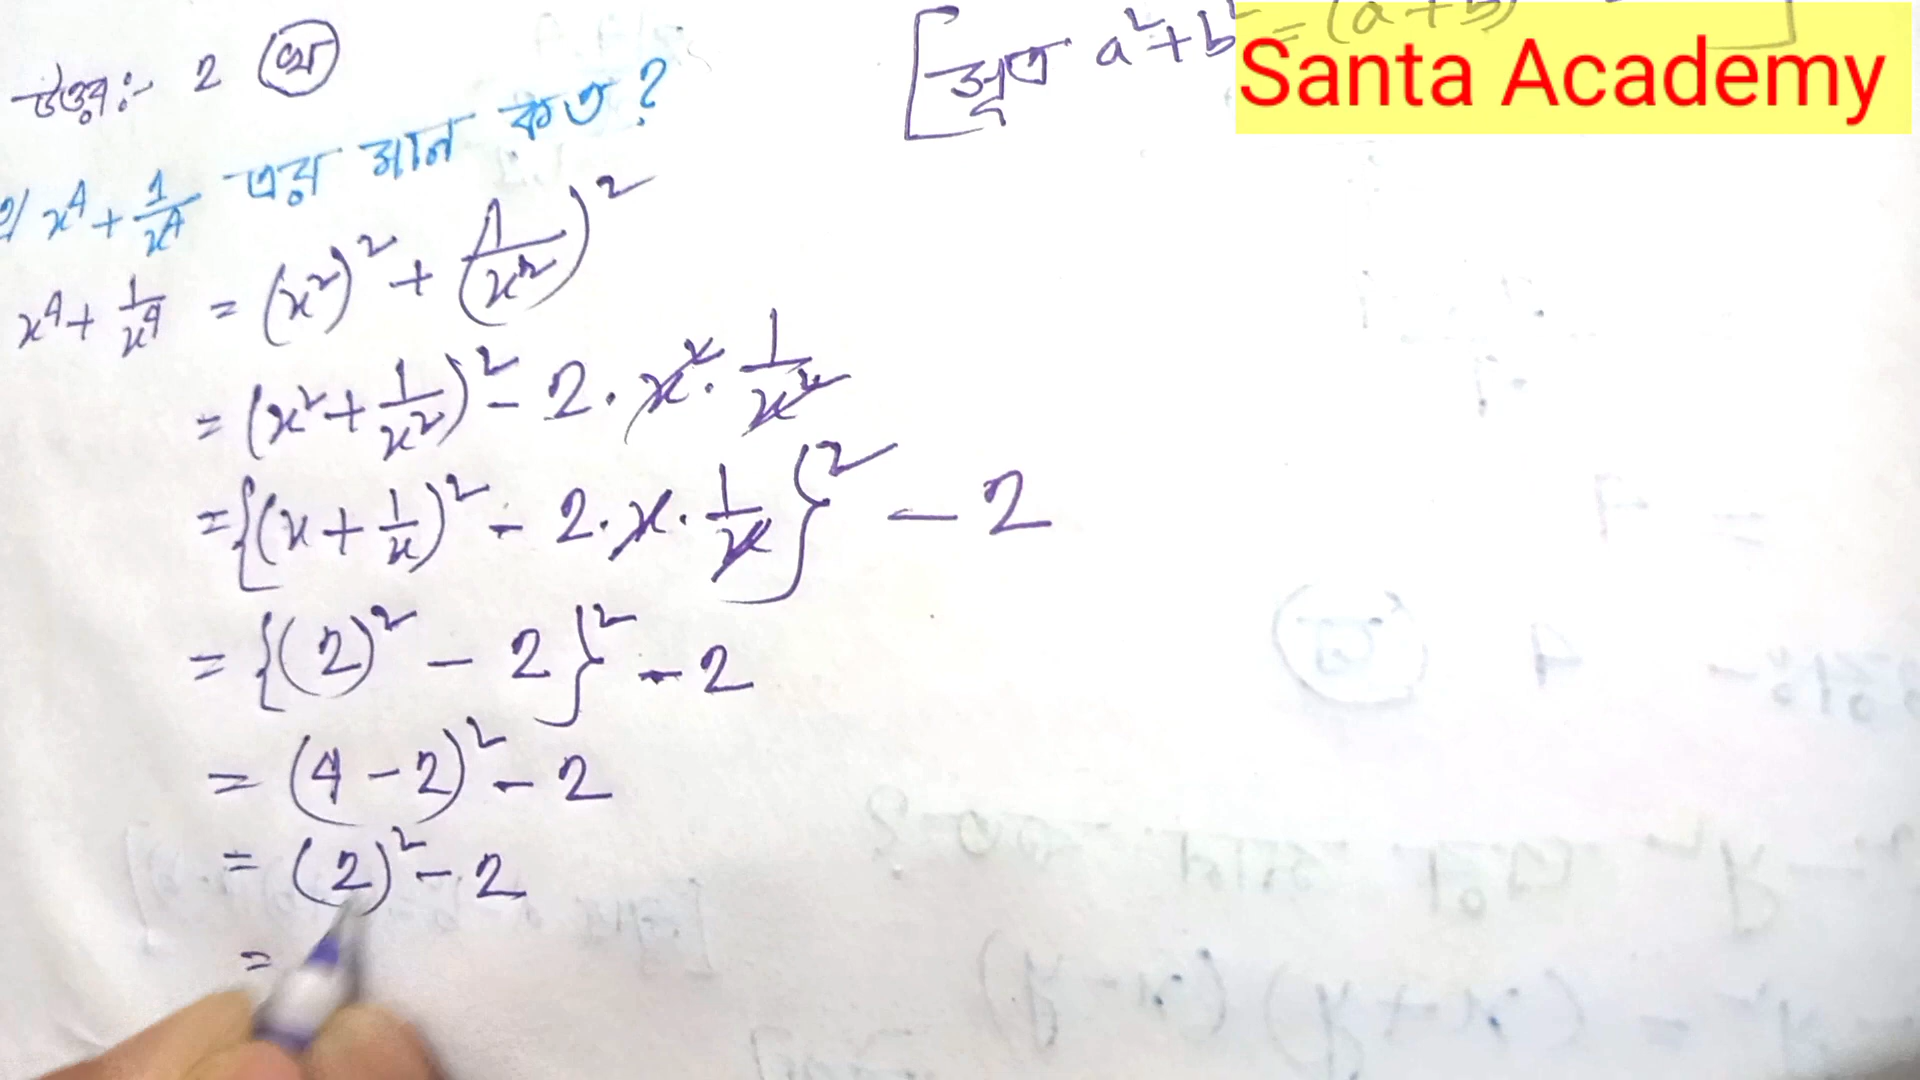 উত্তর :- 2 (খ)
[সূত্র a² + b² = (a + b)
Santa Academy
২/ x⁴ + 1/x⁴ এর মান কত ?
x⁴ + 1/x⁴ = (x²)² + (1/x²)²
= (x² + 1/x²)² - 2 · x² · 1/x²
= {(x + 1/x)² - 2 · x · 1/x}² - 2
= {(2)² - 2}² - 2
= (4 - 2)² - 2
= (2)² - 2
=